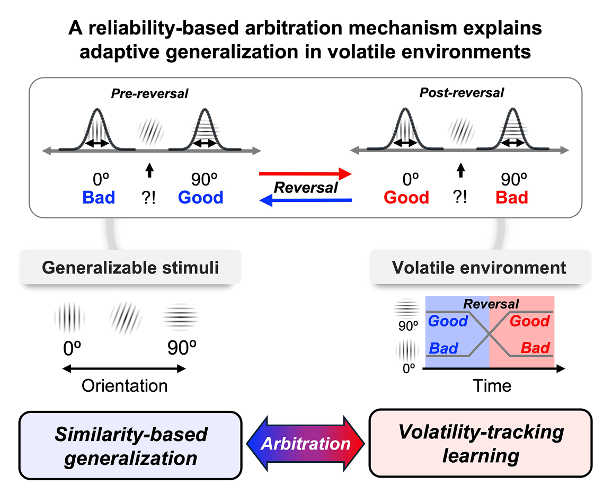 A reliability-based arbitration mechanism explains
adaptive generalization in volatile environments
Pre-reversal
Post-reversal
0º
90º
Bad
?!
Good
Reversal
0º
90º
Good
?!
Bad
Generalizable stimuli
0º
90º
Orientation
Volatile environment
Reversal
90º
Good
Good
Bad
Bad
0º
Time
Similarity-based
generalization
Arbitration
Volatility-tracking
learning